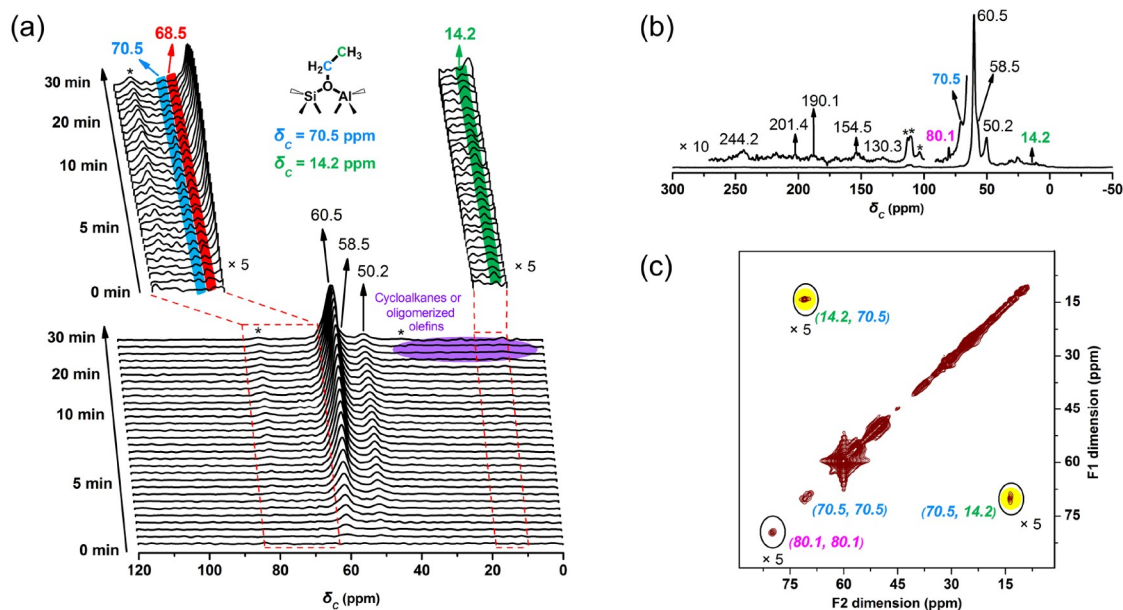 (a)
70.5
68.5
14.2
*
30 min
20 min
10 min
5 min
0 min
× 5
CH₃
H₂C
O
Si Al
δC = 70.5 ppm
δC = 14.2 ppm
× 5
60.5
58.5
50.2
Cycloalkanes or
oligomerized
olefins
*
*
30 min
20 min
10 min
5 min
0 min
120 100 80 60 40 20 0
δC (ppm)
(b)
60.5
70.5
58.5
190.1
201.4
244.2
154.5
130.3
**
*
80.1
50.2
14.2
× 10
300 250 200 150 100 50 0 -50
δC (ppm)
(c)
(14.2, 70.5)
× 5
(70.5, 70.5)
(70.5, 14.2)
× 5
(80.1, 80.1)
× 5
15
30
45
60
75
F1 dimension (ppm)
75 60 45 30 15
F2 dimension (ppm)